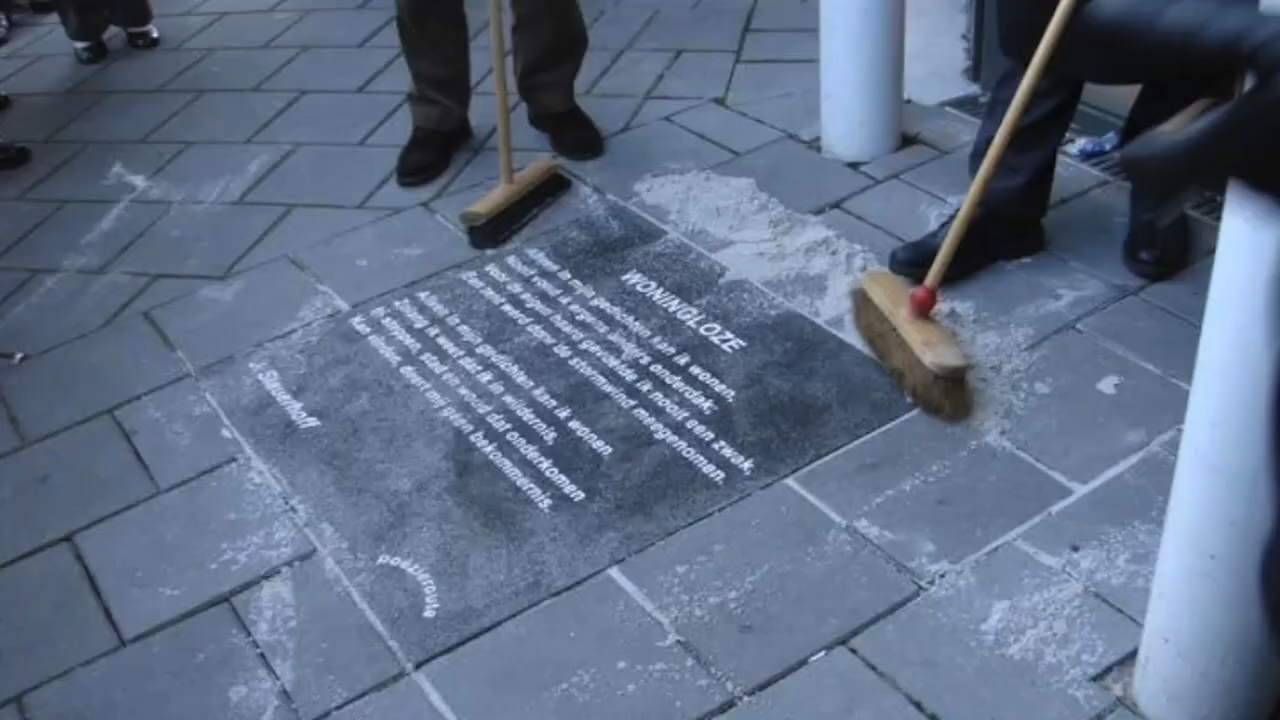 WONINGLOZE
Alleen in mijn gedichten kan ik wonen,
Nooit vond ik ergens anders onderdak;
Voor de eigen haard gevoelde ik nooit een zwak,
Een tent werd door de stormwind meegenomen.
Alleen in mijn gedichten kan ik wonen.
Zolang ik weet dat ik in wildernis,
In steppen, stad en woud dat onderkomen
Kan vinden, deert mij geen bekommernis.
J. Slauerhoff
poëzieroute